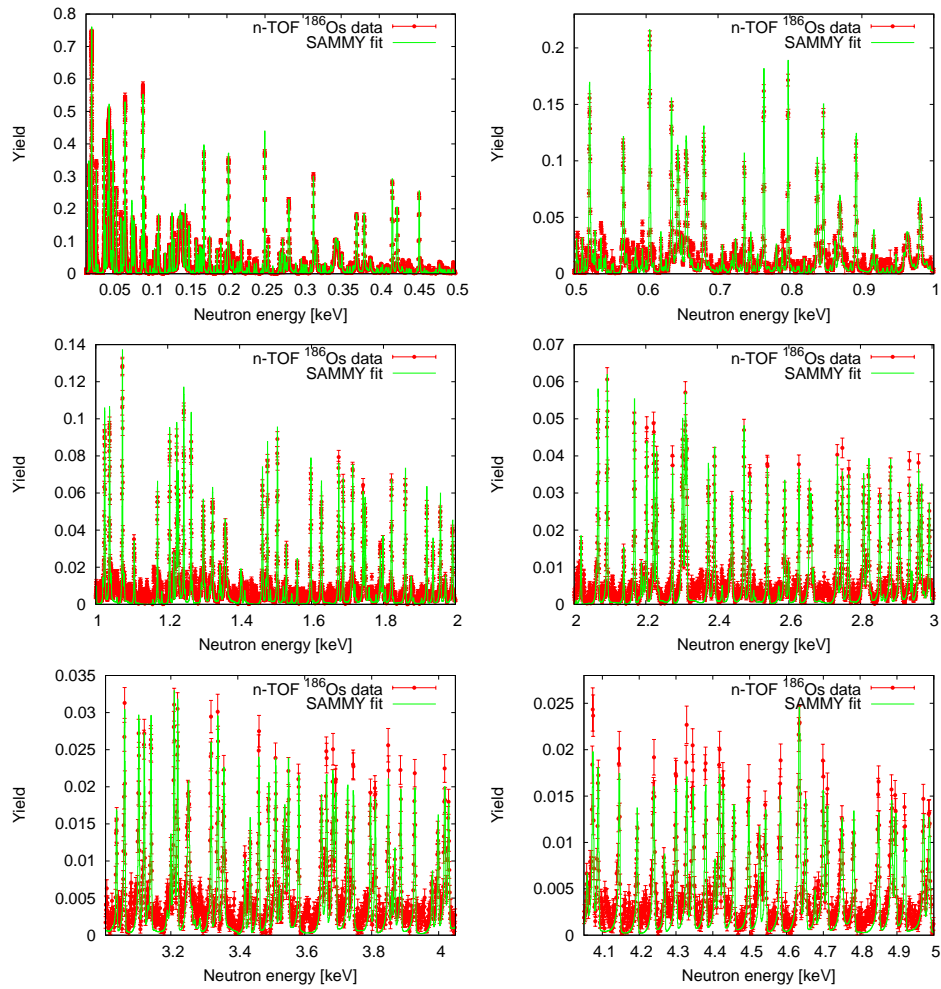 0.8
0.7
0.6
0.5
0.4
0.3
0.2
0.1
0
Yield
n-TOF ¹⁸⁶Os data
SAMMY fit
0.05 0.1 0.15 0.2 0.25 0.3 0.35 0.4 0.45 0.5
Neutron energy [keV]
0.2
0.15
0.1
0.05
0
Yield
n-TOF ¹⁸⁶Os data
SAMMY fit
0.5 0.6 0.7 0.8 0.9 1
Neutron energy [keV]
0.14
0.12
0.1
0.08
0.06
0.04
0.02
0
Yield
n-TOF ¹⁸⁶Os data
SAMMY fit
1 1.2 1.4 1.6 1.8 2
Neutron energy [keV]
0.07
0.06
0.05
0.04
0.03
0.02
0.01
0
Yield
n-TOF ¹⁸⁶Os data
SAMMY fit
2 2.2 2.4 2.6 2.8 3
Neutron energy [keV]
0.035
0.03
0.025
0.02
0.015
0.01
0.005
0
Yield
n-TOF ¹⁸⁶Os data
SAMMY fit
3.2 3.4 3.6 3.8 4
Neutron energy [keV]
0.025
0.02
0.015
0.01
0.005
0
Yield
n-TOF ¹⁸⁶Os data
SAMMY fit
4.1 4.2 4.3 4.4 4.5 4.6 4.7 4.8 4.9 5
Neutron energy [keV]